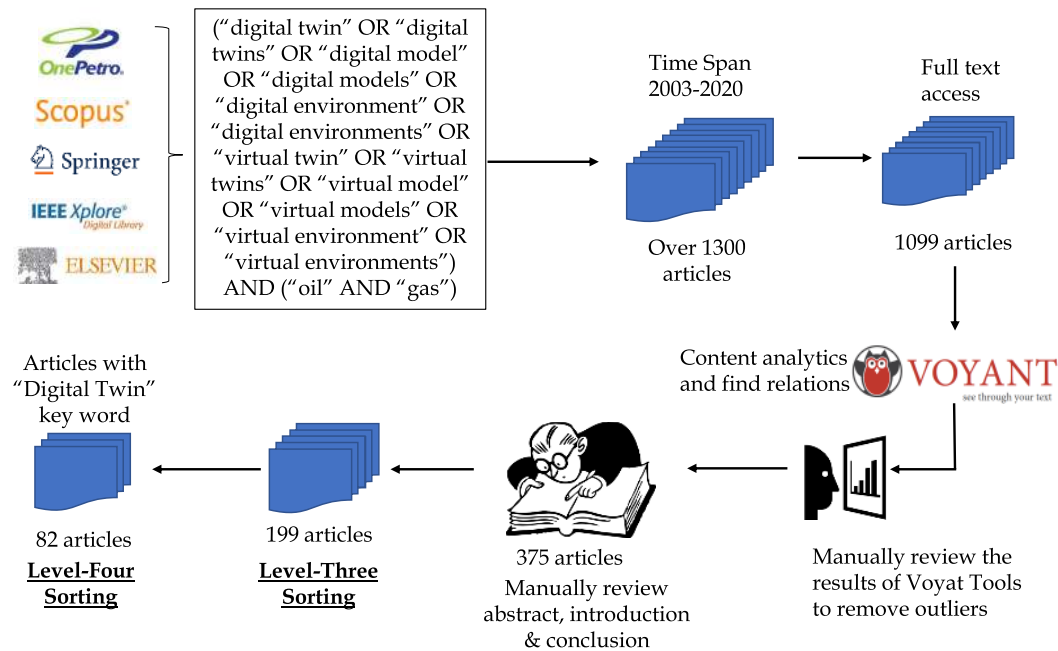 OnePetro®
Scopus®
Springer
IEEE Xplore®
Digital Library
ELSEVIER
(“digital twin” OR “digital
twins” OR “digital model”
OR “digital models” OR
“digital environment” OR
“digital environments” OR
“virtual twin” OR “virtual
twins” OR “virtual model”
OR “virtual models” OR
“virtual environment” OR
“virtual environments”)
AND (“oil” AND “gas”)
Time Span
2003-2020
Over 1300
articles
Full text
access
1099 articles
Content analytics
and find relations
VOYANT
see through your text
Manually review the
results of Voyat Tools
to remove outliers
375 articles
Manually review
abstract, introduction
& conclusion
199 articles
Level-Three
Sorting
Articles with
“Digital Twin”
key word
82 articles
Level-Four
Sorting